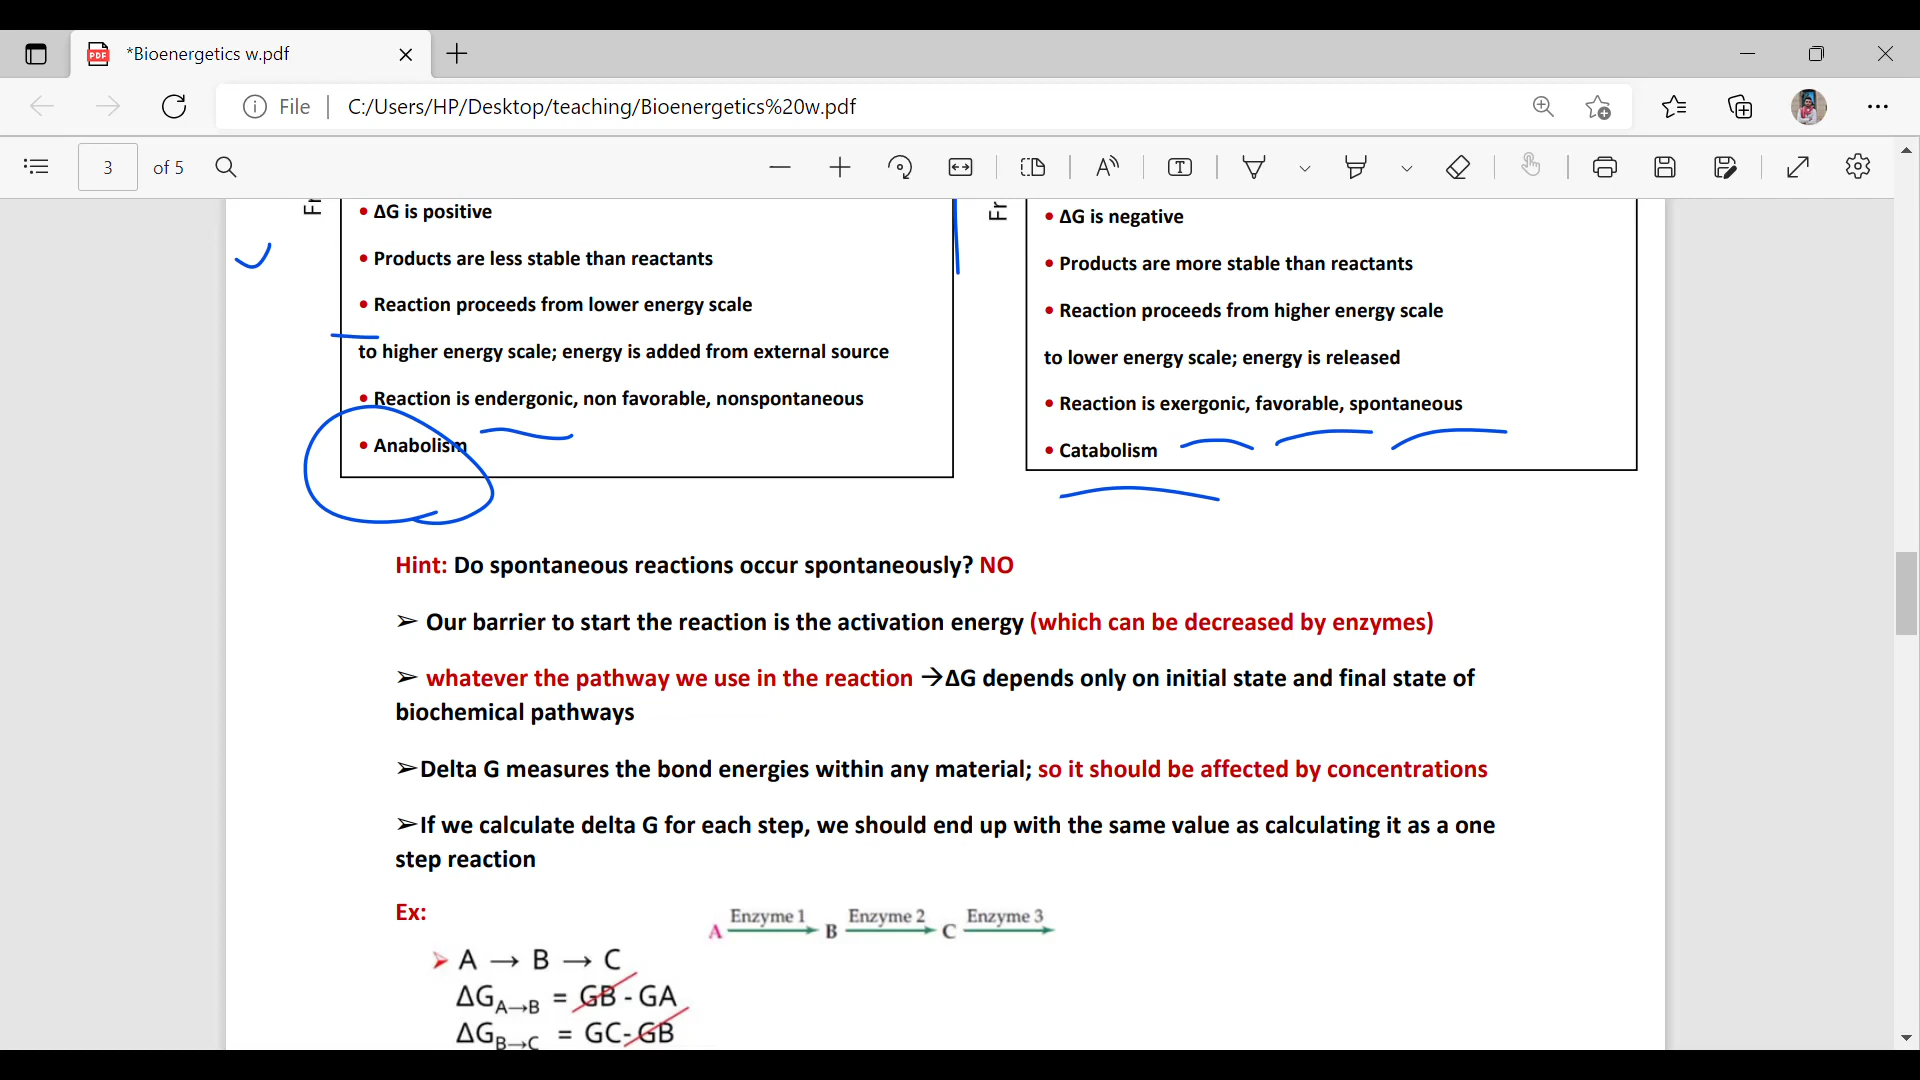 *Bioenergetics w.pdf
File
C:/Users/HP/Desktop/teaching/Bioenergetics%20w.pdf
3 of 5
• ΔG is positive
• Products are less stable than reactants
• Reaction proceeds from lower energy scale
to higher energy scale; energy is added from external source
• Reaction is endergonic, non favorable, nonspontaneous
• Anabolism
• ΔG is negative
• Products are more stable than reactants
• Reaction proceeds from higher energy scale
to lower energy scale; energy is released
• Reaction is exergonic, favorable, spontaneous
• Catabolism
Hint: Do spontaneous reactions occur spontaneously? NO
➢ Our barrier to start the reaction is the activation energy (which can be decreased by enzymes)
➢ whatever the pathway we use in the reaction →ΔG depends only on initial state and final state of
biochemical pathways
➢Delta G measures the bond energies within any material; so it should be affected by concentrations
➢If we calculate delta G for each step, we should end up with the same value as calculating it as a one
step reaction
Ex:
A Enzyme 1 B Enzyme 2 C Enzyme 3
➢ A → B → C
ΔG A→B = GB - GA
ΔG B→C = GC-GB